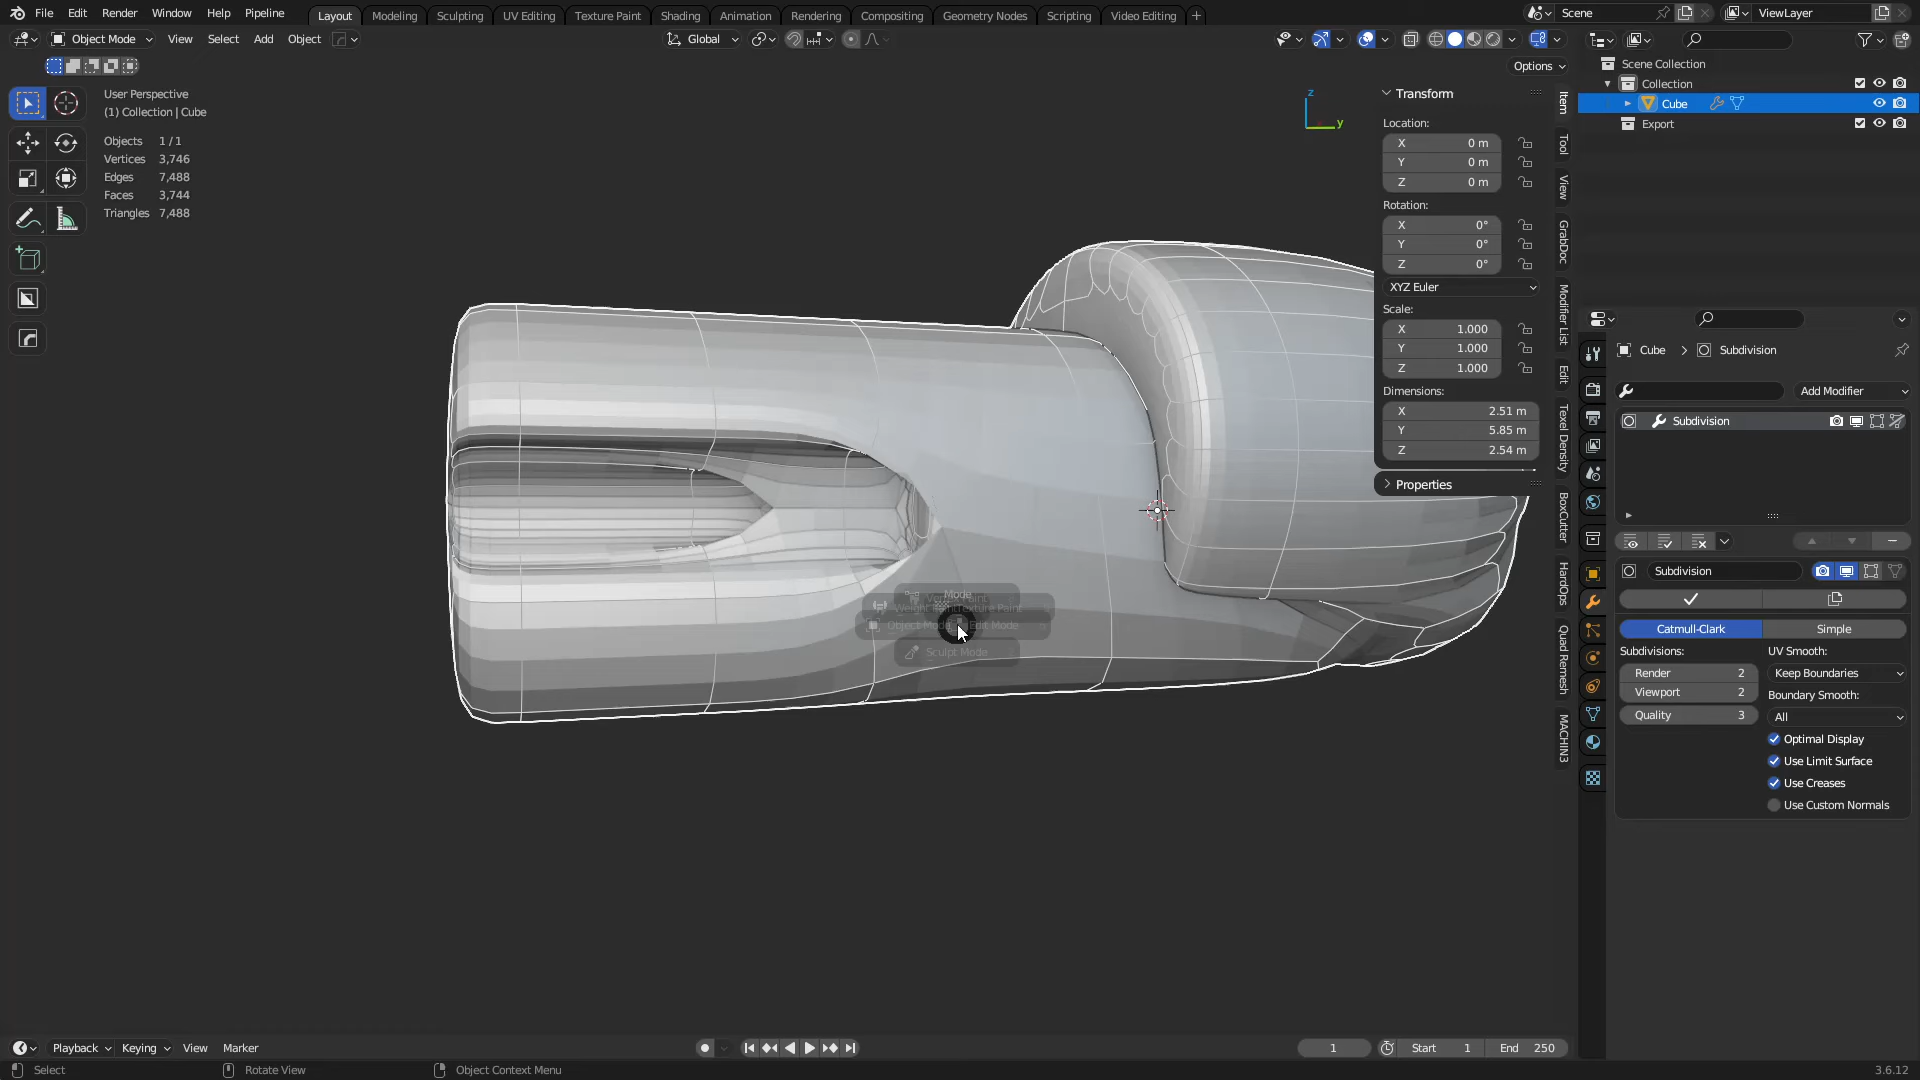 File Edit Render Window Help Pipeline Layout Modeling Sculpting UV Editing Texture Paint Shading Animation Rendering Compositing Geometry Nodes Scripting Video Editing + Scene ViewLayer
Object Mode View Select Add Object Global
Options
User Perspective
(1) Collection | Cube
Objects 1/1
Vertices 3,746
Edges 7,488
Faces 3,744
Triangles 7,488
Z
Y
Transform
Location:
X 0 m
Y 0 m
Z 0 m
Rotation:
X 0°
Y 0°
Z 0°
XYZ Euler
Scale:
X 1.000
Y 1.000
Z 1.000
Dimensions:
X 2.51 m
Y 5.85 m
Z 2.54 m
Properties
Item
Tool
View
GrabDoc
Modifier List
Edit
Texel Density
BoxCutter
HardOps
Quad Remesh
MACHIN3
Mode
Object Mode
Edit Mode
Sculpt Mode
Scene Collection
Collection
Cube
Export
Cube > Subdivision
Add Modifier
Subdivision
Subdivision
Catmull-Clark Simple
Subdivisions: UV Smooth:
Render 2 Keep Boundaries
Viewport 2 Boundary Smooth:
Quality 3 All
Optimal Display
Use Limit Surface
Use Creases
Use Custom Normals
Playback Keying View Marker 1 Start 1 End 250
Select Rotate View Object Context Menu 3.6.12